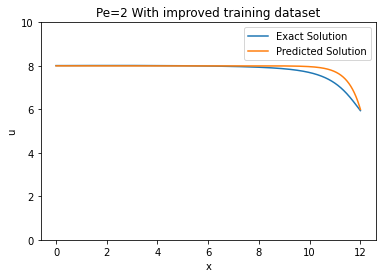 Pe=2 With improved training dataset
Exact Solution
Predicted Solution
10
8
6
4
2
0
u
0 2 4 6 8 10 12
x